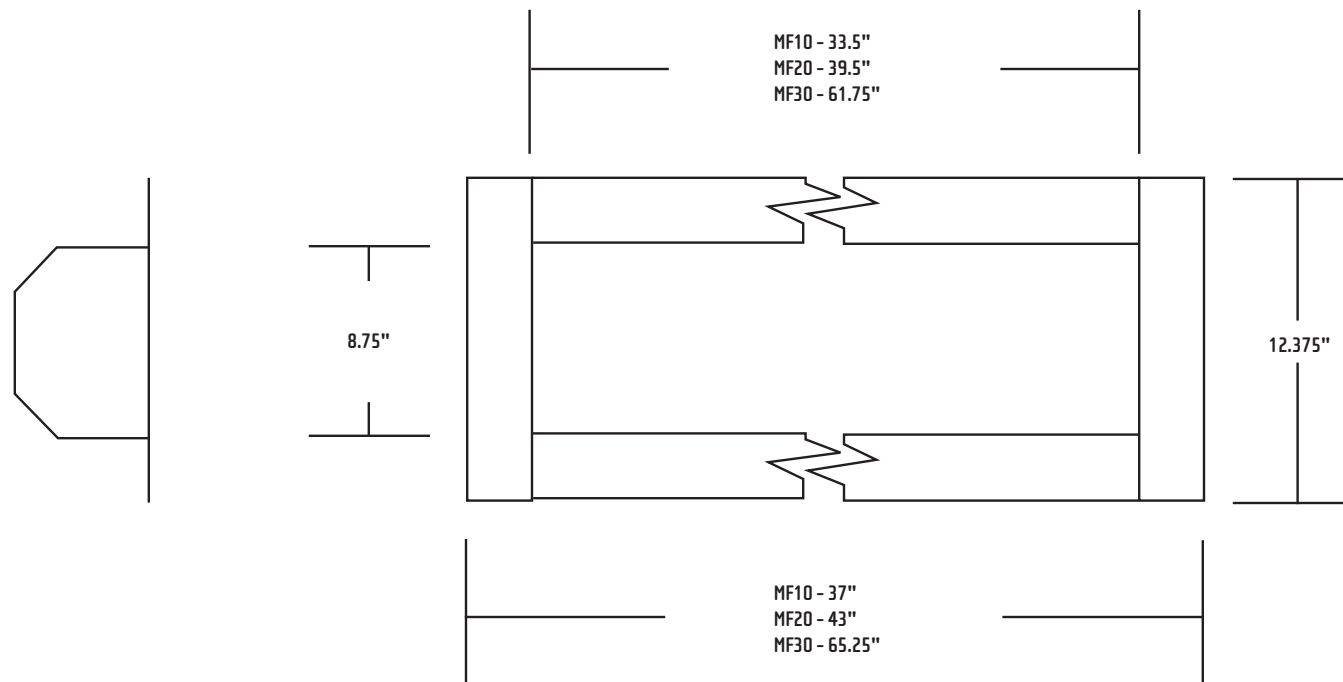 MF10 - 33.5"
MF20 - 39.5"
MF30 - 61.75"
8.75"
12.375"
MF10 - 37"
MF20 - 43"
MF30 - 65.25"